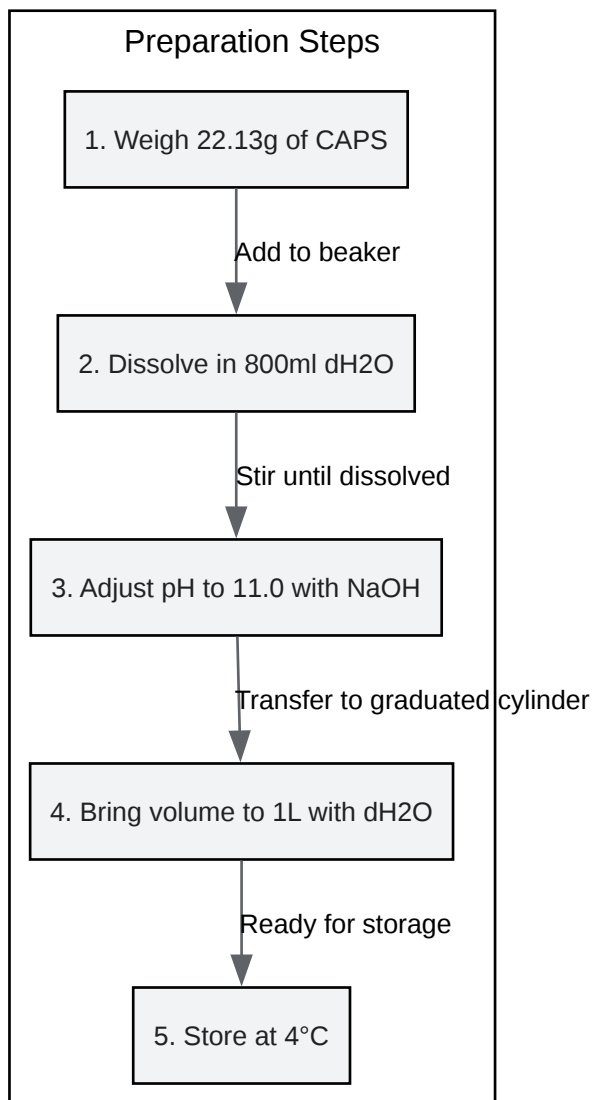 Preparation Steps
1. Weigh 22.13g of CAPS
Add to beaker
2. Dissolve in 800ml dH2O
Stir until dissolved
3. Adjust pH to 11.0 with NaOH
Transfer to graduated cylinder
4. Bring volume to 1L with dH2O
Ready for storage
5. Store at 4°C